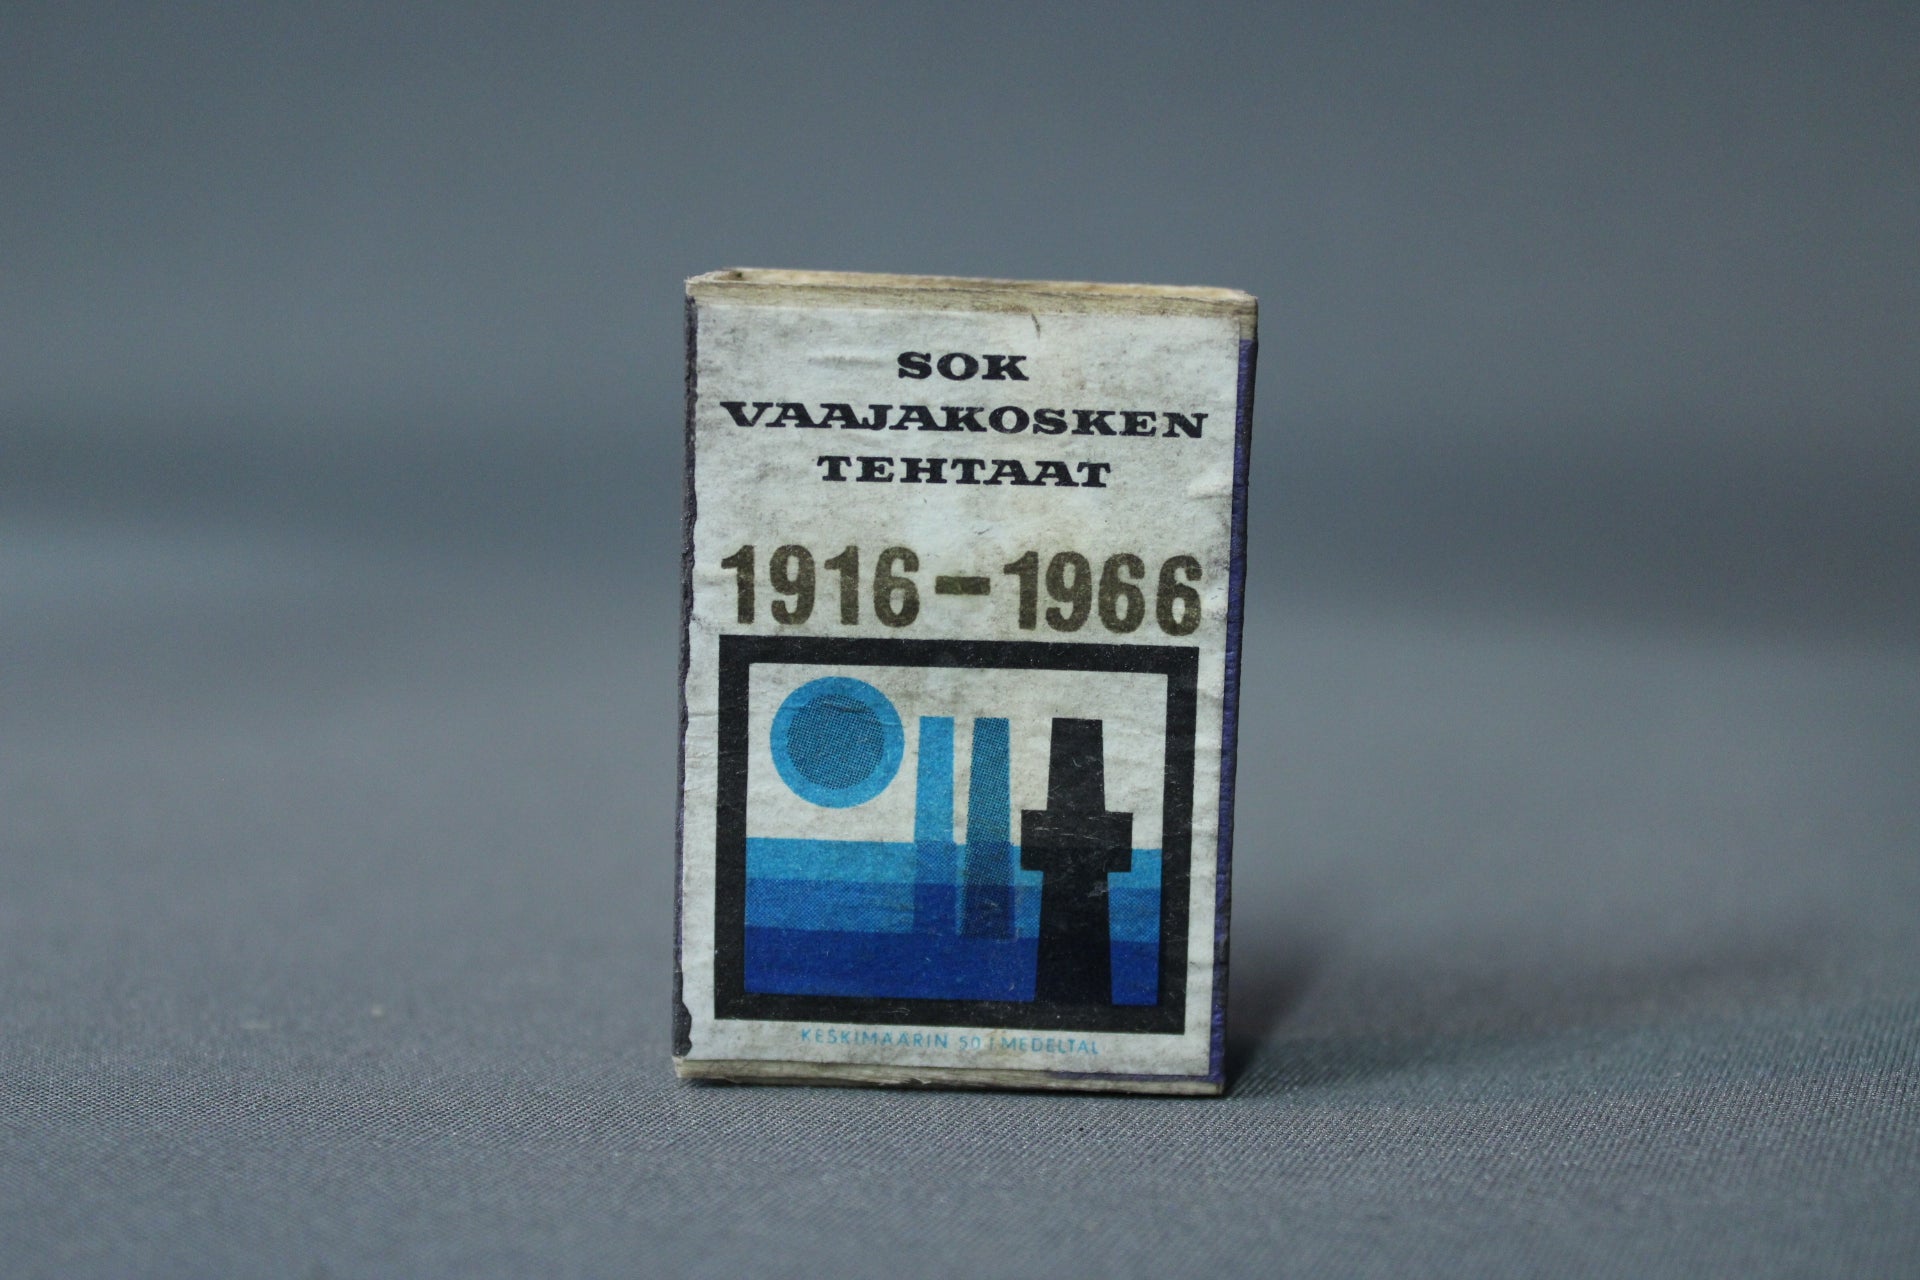 SOK
VAAJAKOSKEN
TEHTAAT
1916-1966
KESKIMÄÄRIN 50 I MEDELTAL